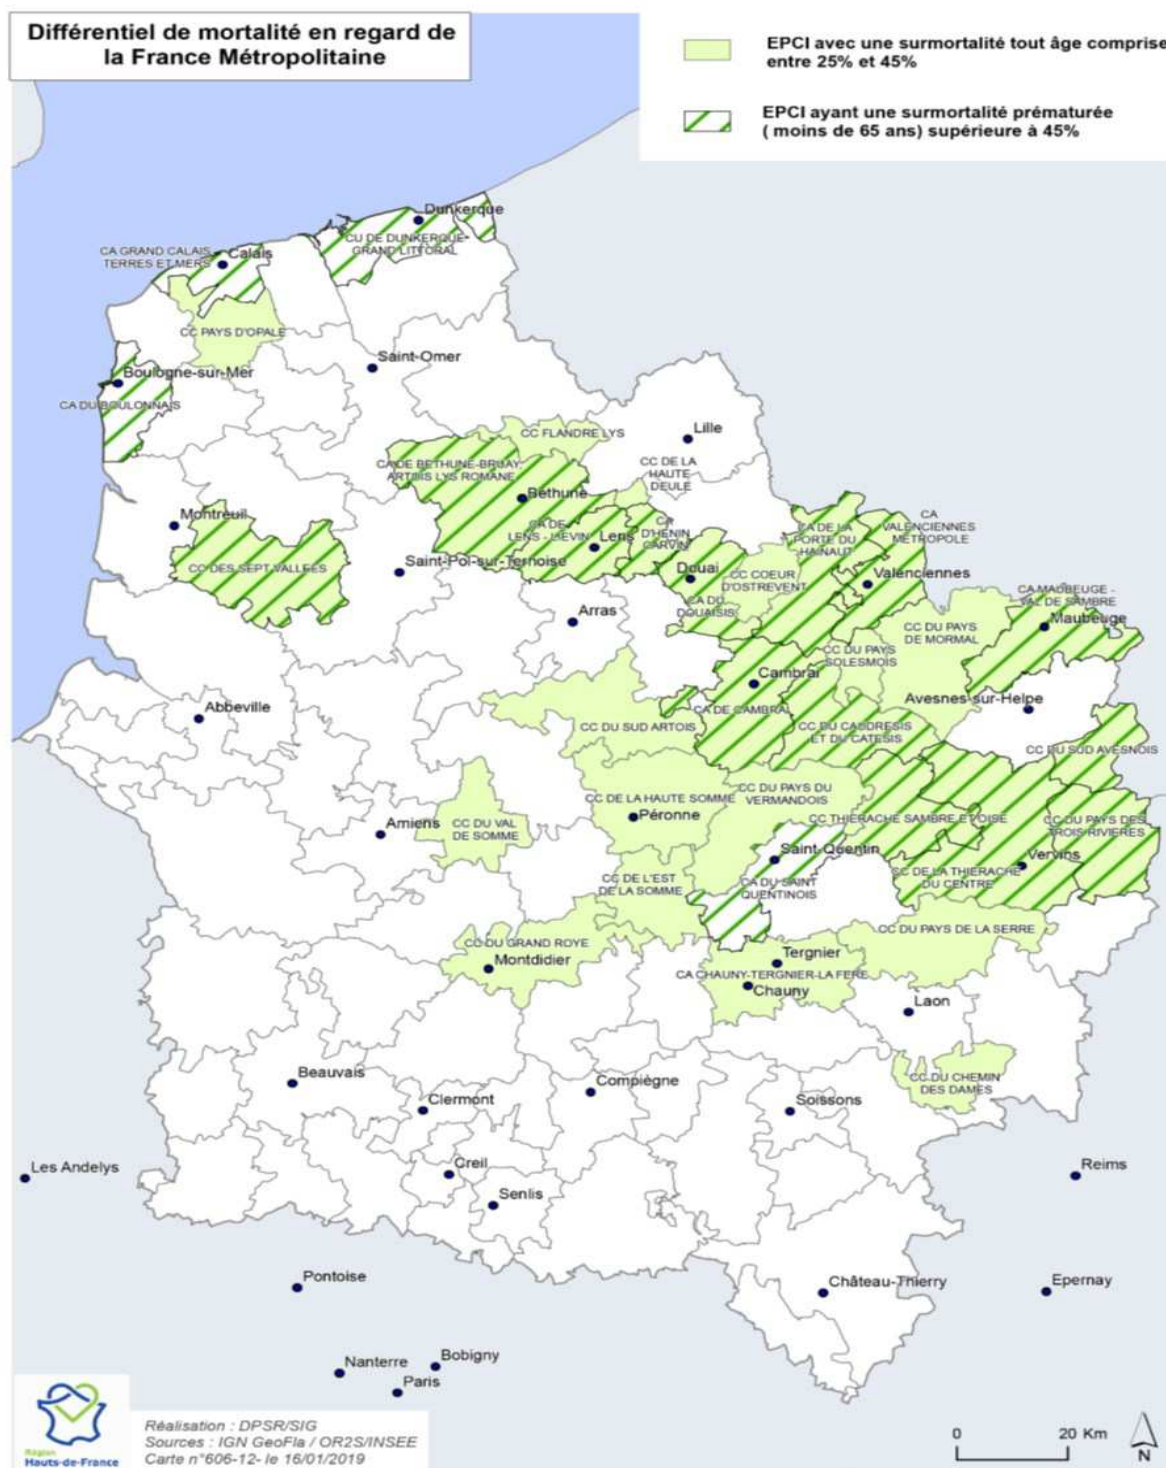 Différentiel de mortalité en regard de
la France Métropolitaine
EPCI avec une surmortalité tout âge comprise
entre 25% et 45%
EPCI ayant une surmortalité prématurée
( moins de 65 ans) supérieure à 45%
Dunkerque
CU DE DUNKERQUE-
GRAND LITTORAL
CA GRAND CALAIS
TERRES ET MERS
Calais
CC PAYS D'OPALE
Saint-Omer
Boulogne-sur-Mer
CA DU BOULONNAIS
CC FLANDRE LYS
Lille
CA DE BETHUNE-BRUAY,
ARTOIS LYS ROMANE
CC DE LA
HAUTE
DEULE
Béthune
Montreuil
CA DE
LENS - LIEVIN
Lens
CA
D'HENIN
CARVIN
CA DE LA
PORTE DU
HAINAUT
CA
VALENCIENNES
METROPOLE
CC DES SEPT VALLEES
Saint-Pol-sur-Ternoise
Douai
CC COEUR
D'OSTREVENT
Valenciennes
CA MAUBEUGE -
VAL DE SAMBRE
CA DU
DOUAISIS
Arras
CC DU PAYS
DE MORMAL
Maubeuge
CC DU PAYS
SOLESMOIS
Cambrai
Avesnes-sur-Helpe
Abbeville
CA DE CAMBRAI
CC DU SUD ARTOIS
CC DU CAUDRESIS
ET DU CATESIS
CC DU SUD AVESNOIS
CC DE LA HAUTE SOMME
CC DU PAYS DU
VERMANDOIS
Péronne
CC THIERACHE SAMBRE ET OISE
CC DU PAYS DES
TROIS RIVIERES
Amiens
CC DU VAL
DE SOMME
Saint-Quentin
Vervins
CC DE L'EST
DE LA SOMME
CA DU SAINT
QUENTINOIS
CC DE LA THIERACHE
DU CENTRE
CC DU PAYS DE LA SERRE
CC DU GRAND ROYE
Montdidier
Tergnier
CA CHAUNY-TERGNIER-LA FERE
Chauny
Laon
Beauvais
Compiègne
CC DU CHEMIN
DES DAMES
Clermont
Soissons
Les Andelys
Creil
Reims
Senlis
Pontoise
Château-Thierry
Epernay
Nanterre
Bobigny
Paris
Région
Hauts-de-France
Réalisation : DPSR/SIG
Sources : IGN GeoFla / OR2S/INSEE
Carte n°606-12- le 16/01/2019
0 20 Km
N